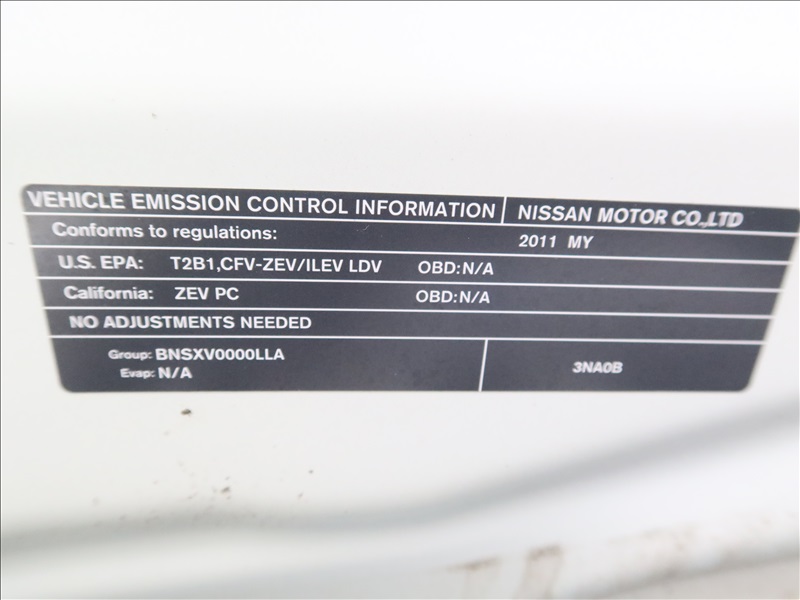 VEHICLE EMISSION CONTROL INFORMATION NISSAN MOTOR CO.,LTD
Conforms to regulations: 2011 MY
U.S. EPA: T2B1,CFV-ZEV/ILEV LDV OBD:N/A
California: ZEV PC OBD:N/A
NO ADJUSTMENTS NEEDED
Group: BNSXV0000LLA
Evap: N/A
3NA0B